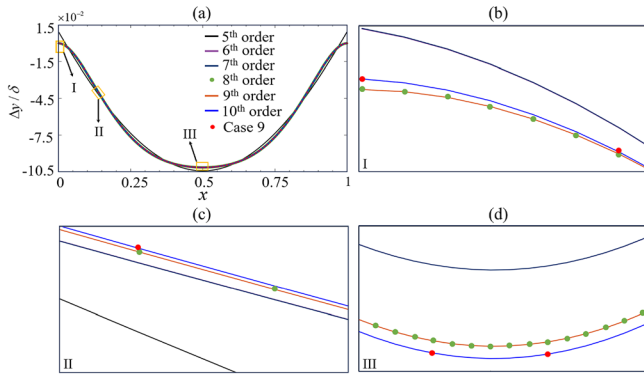 (a)
×10⁻²
1.5
-1.5
-4.5
-7.5
-10.5
Δy / δ
0
0.25
0.5
0.75
1
x
I
II
III
5th order
6th order
7th order
8th order
9th order
10th order
Case 9
(b)
I
(c)
II
(d)
III